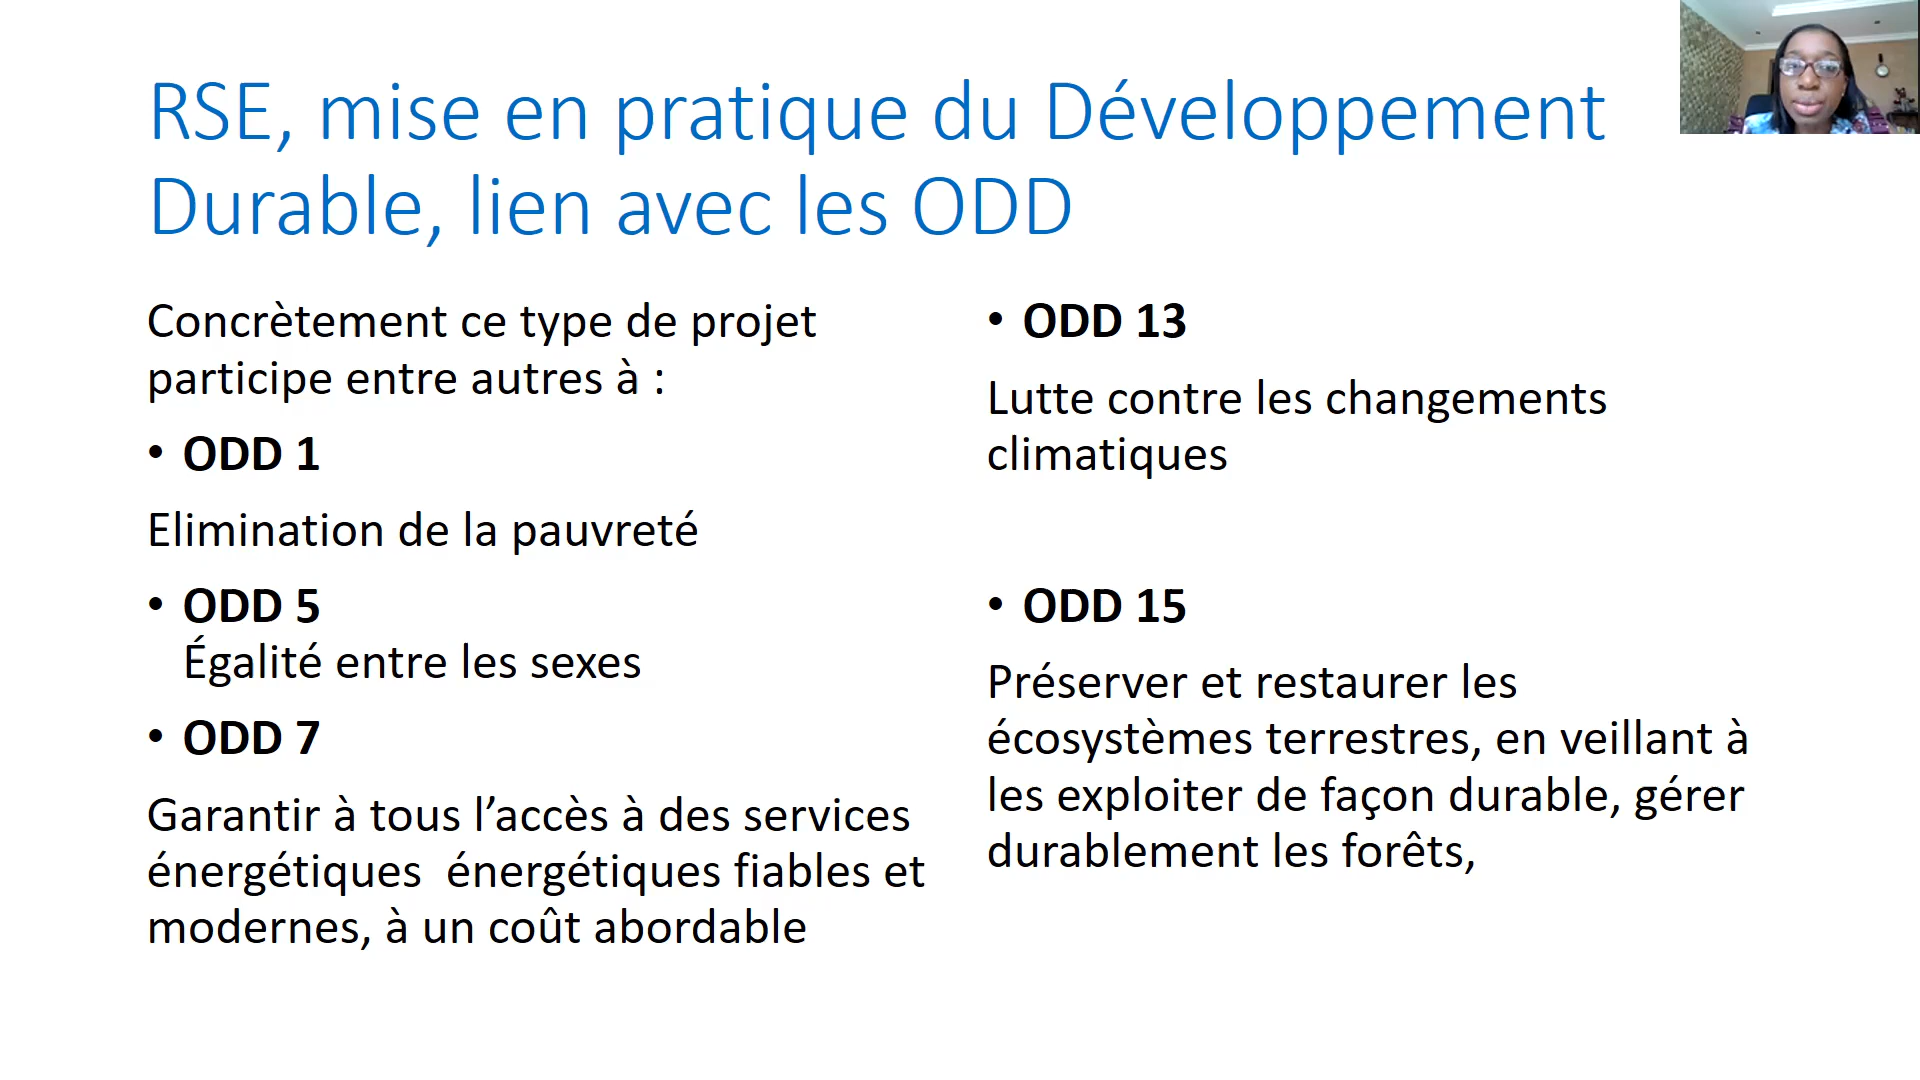 RSE, mise en pratique du Développement
Durable, lien avec les ODD
Concrètement ce type de projet
participe entre autres à :
• ODD 1
Elimination de la pauvreté
• ODD 5
Égalité entre les sexes
• ODD 7
Garantir à tous l’accès à des services
énergétiques  énergétiques fiables et
modernes, à un coût abordable
• ODD 13
Lutte contre les changements
climatiques
• ODD 15
Préserver et restaurer les
écosystèmes terrestres, en veillant à
les exploiter de façon durable, gérer
durablement les forêts,